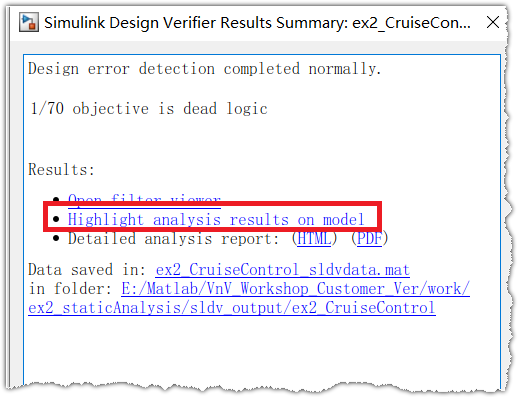 Simulink Design Verifier Results Summary: ex2_CruiseCon...
Design error detection completed normally.
1/70 objective is dead logic
Results:
Open filter viewer
Highlight analysis results on model
Detailed analysis report: (HTML) (PDF)
Data saved in: ex2_CruiseControl_sldvdata.mat
in folder: E:/Matlab/VnV_Workshop_Customer_Ver/work/
ex2_staticAnalysis/sldv_output/ex2_CruiseControl